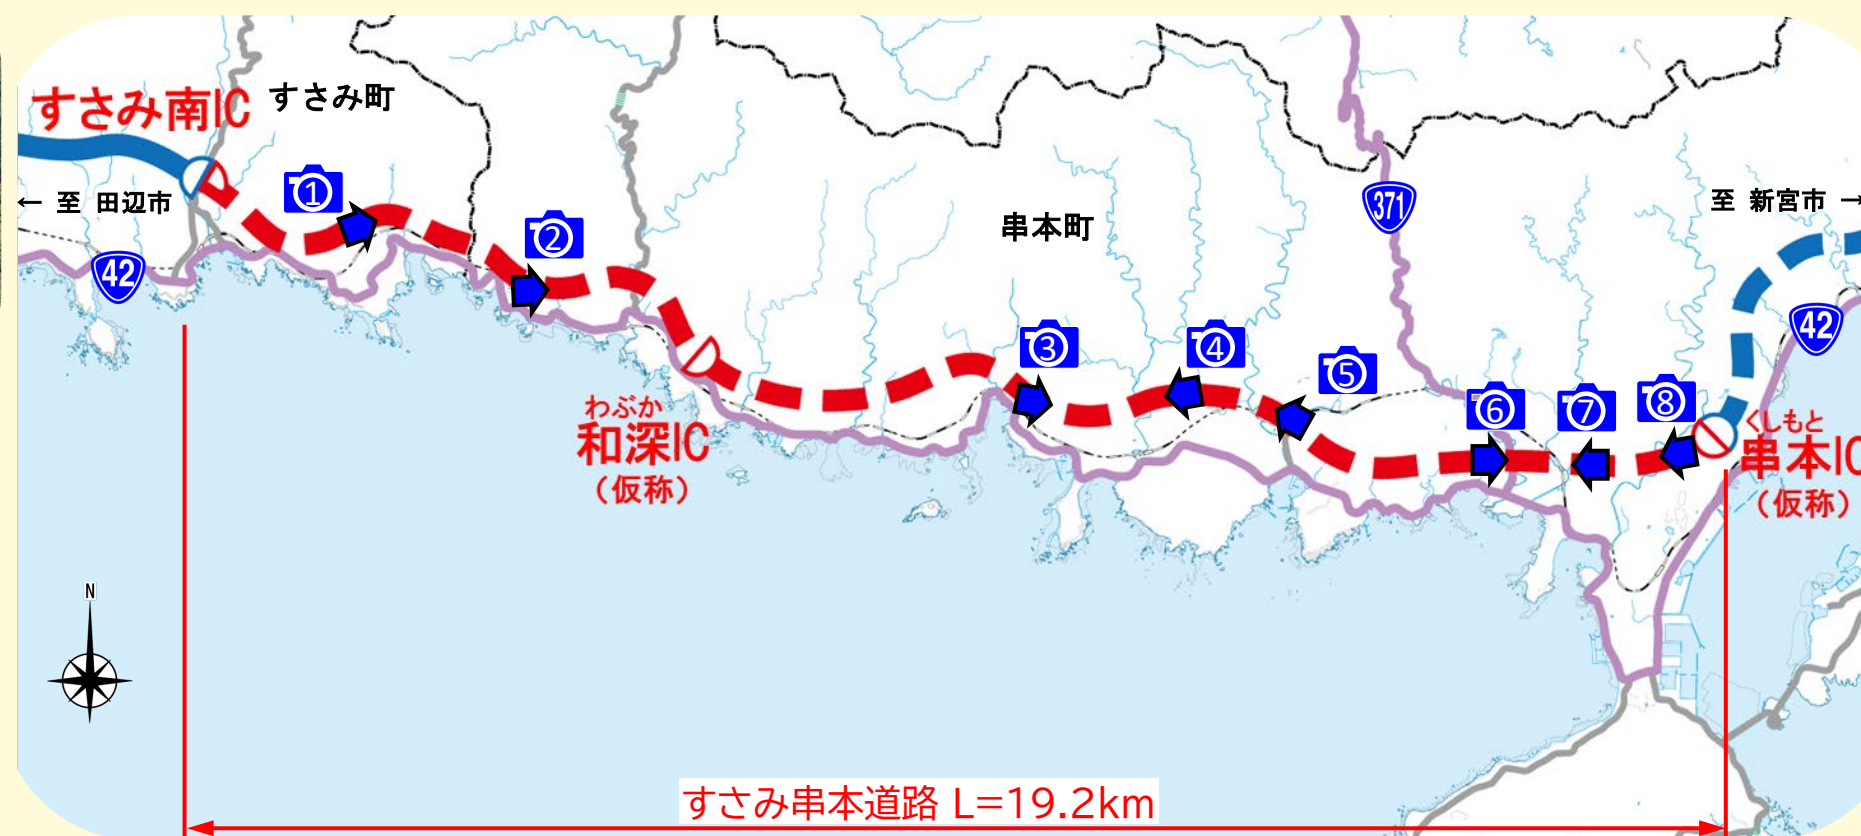 すさみ南IC
すさみ町
← 至 田辺市
42
①
②
串本町
371
至 新宮市 →
42
③
④
⑤
⑥
⑦
⑧
わぶか
和深IC
（仮称）
くしもと
串本IC
（仮称）
N
すさみ串本道路 L=19.2km